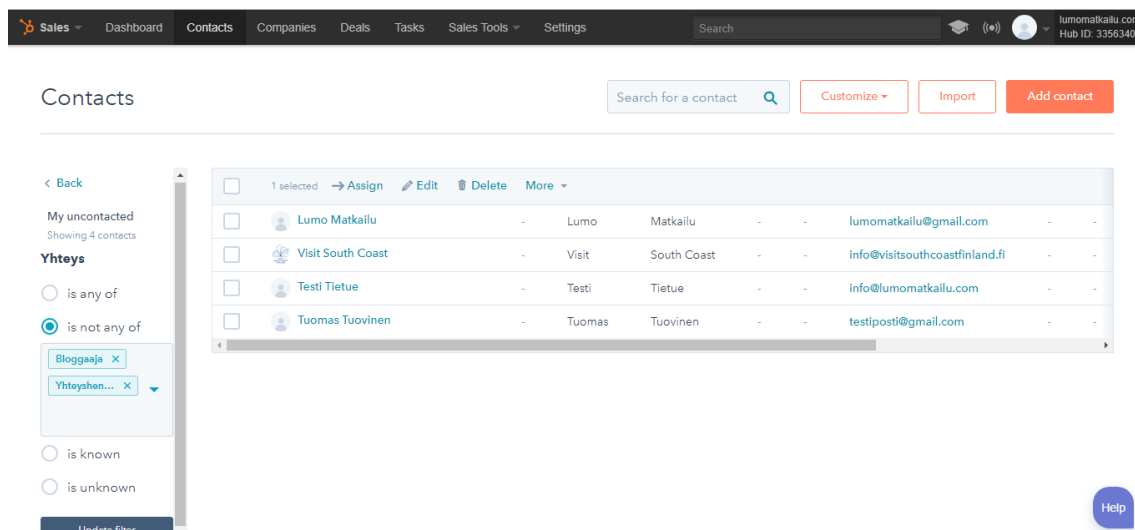 Sales Dashboard Contacts Companies Deals Tasks Sales Tools Settings Search lumomatkailu.com
Hub ID: 3356340
Contacts Search for a contact Customize Import Add contact
Back
1 selected Assign Edit Delete More
My uncontacted
Showing 4 contacts
Yhteys
is any of
is not any of
Bloggaaja ×
Yhteyshen... ×
is known
is unknown
Update filter
Lumo Matkailu - Lumo Matkailu - - lumomatkailu@gmail.com - -
Visit South Coast - Visit South Coast - - info@visitsouthcoastfinland.fi - -
Testi Tietue - Testi Tietue - - info@lumomatkailu.com - -
Tuomas Tuovinen - Tuomas Tuovinen - - testiposti@gmail.com - -
Help